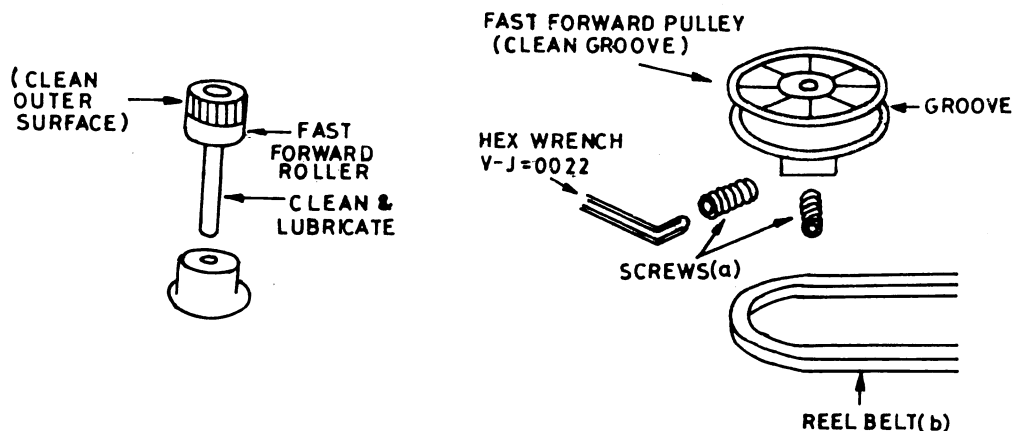 (CLEAN
OUTER
SURFACE)
FAST
FORWARD
ROLLER
CLEAN &
LUBRICATE
FAST FORWARD PULLEY
(CLEAN GROOVE)
GROOVE
HEX WRENCH
V-J=0022
SCREWS(a)
REEL BELT(b)